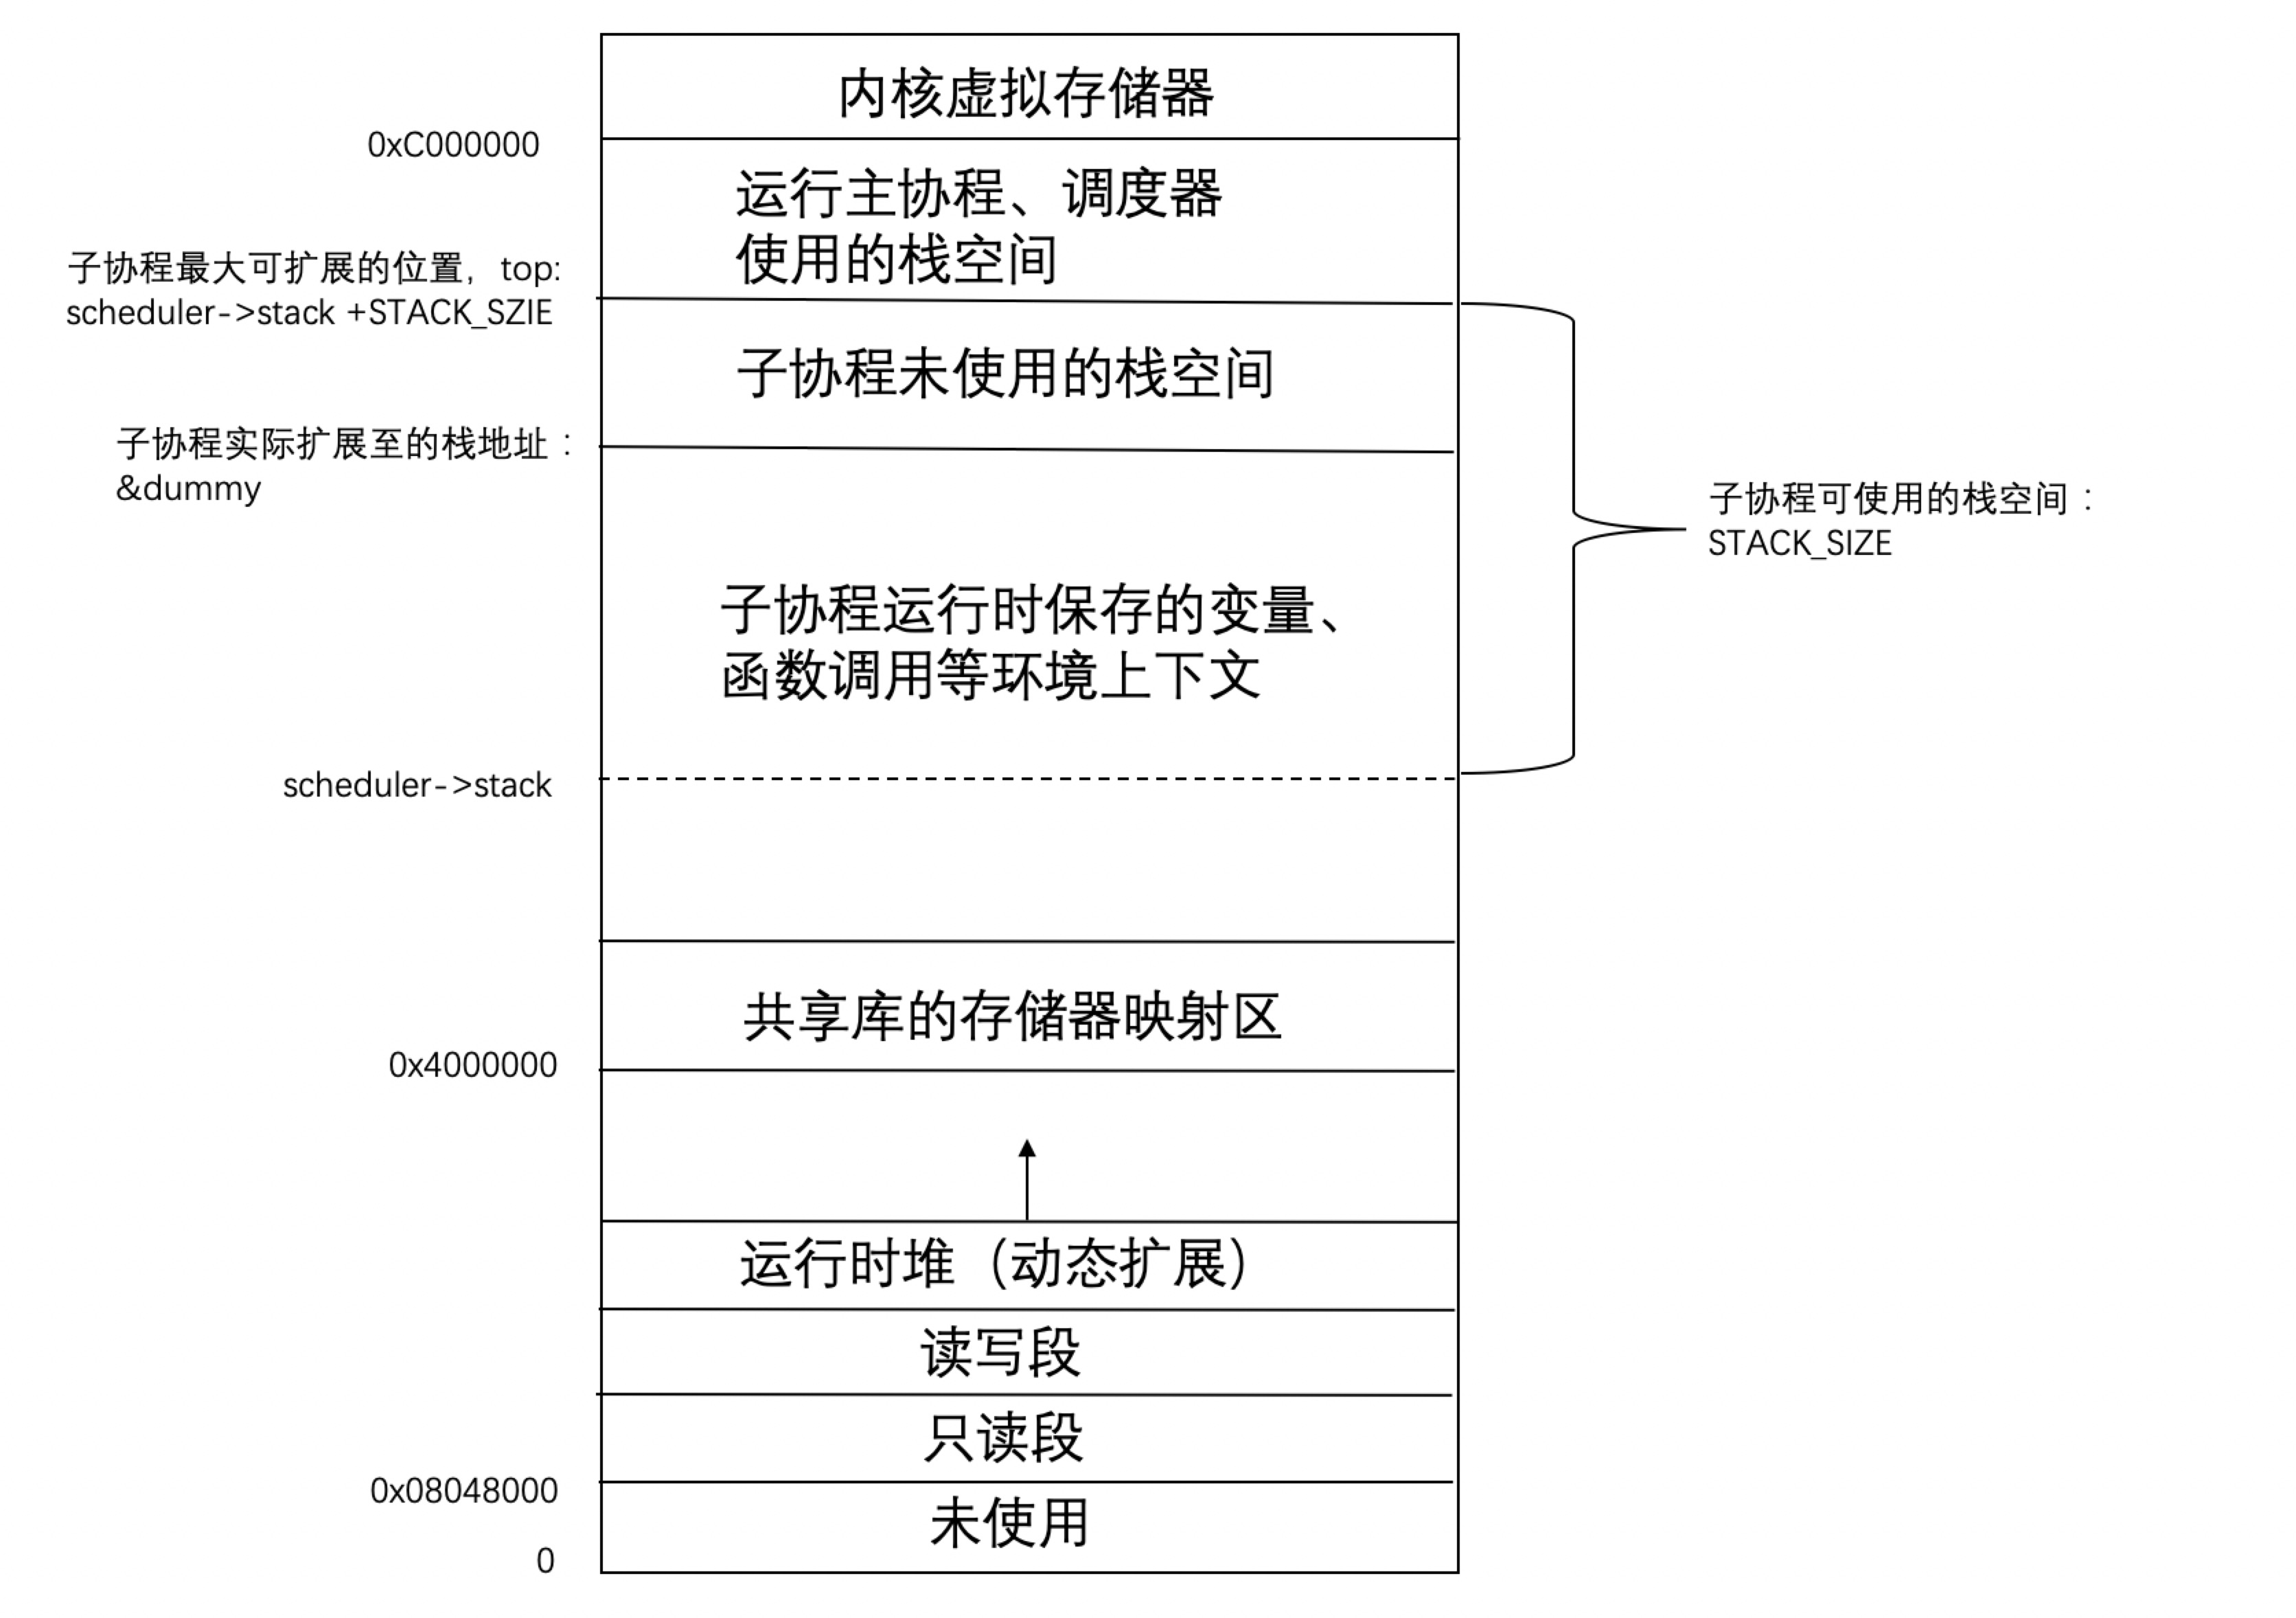 内核虚拟存储器
0xC000000
运行主协程、调度器
使用的栈空间
子协程最大可扩展的位置，top:
scheduler->stack +STACK_SZIE
子协程未使用的栈空间
子协程实际扩展至的栈地址：
&dummy
子协程可使用的栈空间：
STACK_SIZE
子协程运行时保存的变量、
函数调用等环境上下文
scheduler->stack
共享库的存储器映射区
0x4000000
运行时堆（动态扩展）
读写段
只读段
0x08048000
未使用
0